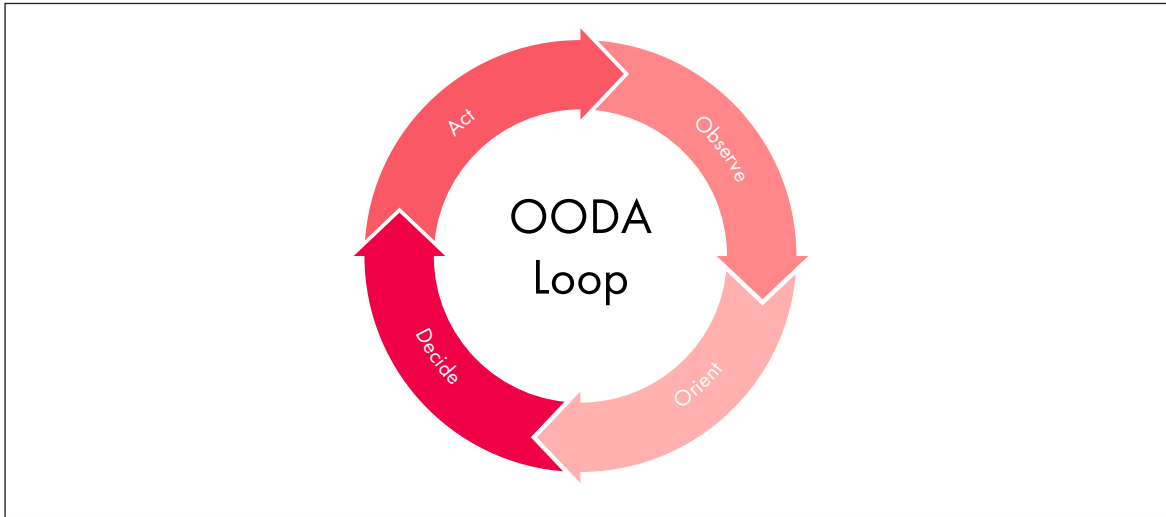 Act
Observe
OODA
Loop
Decide
Orient